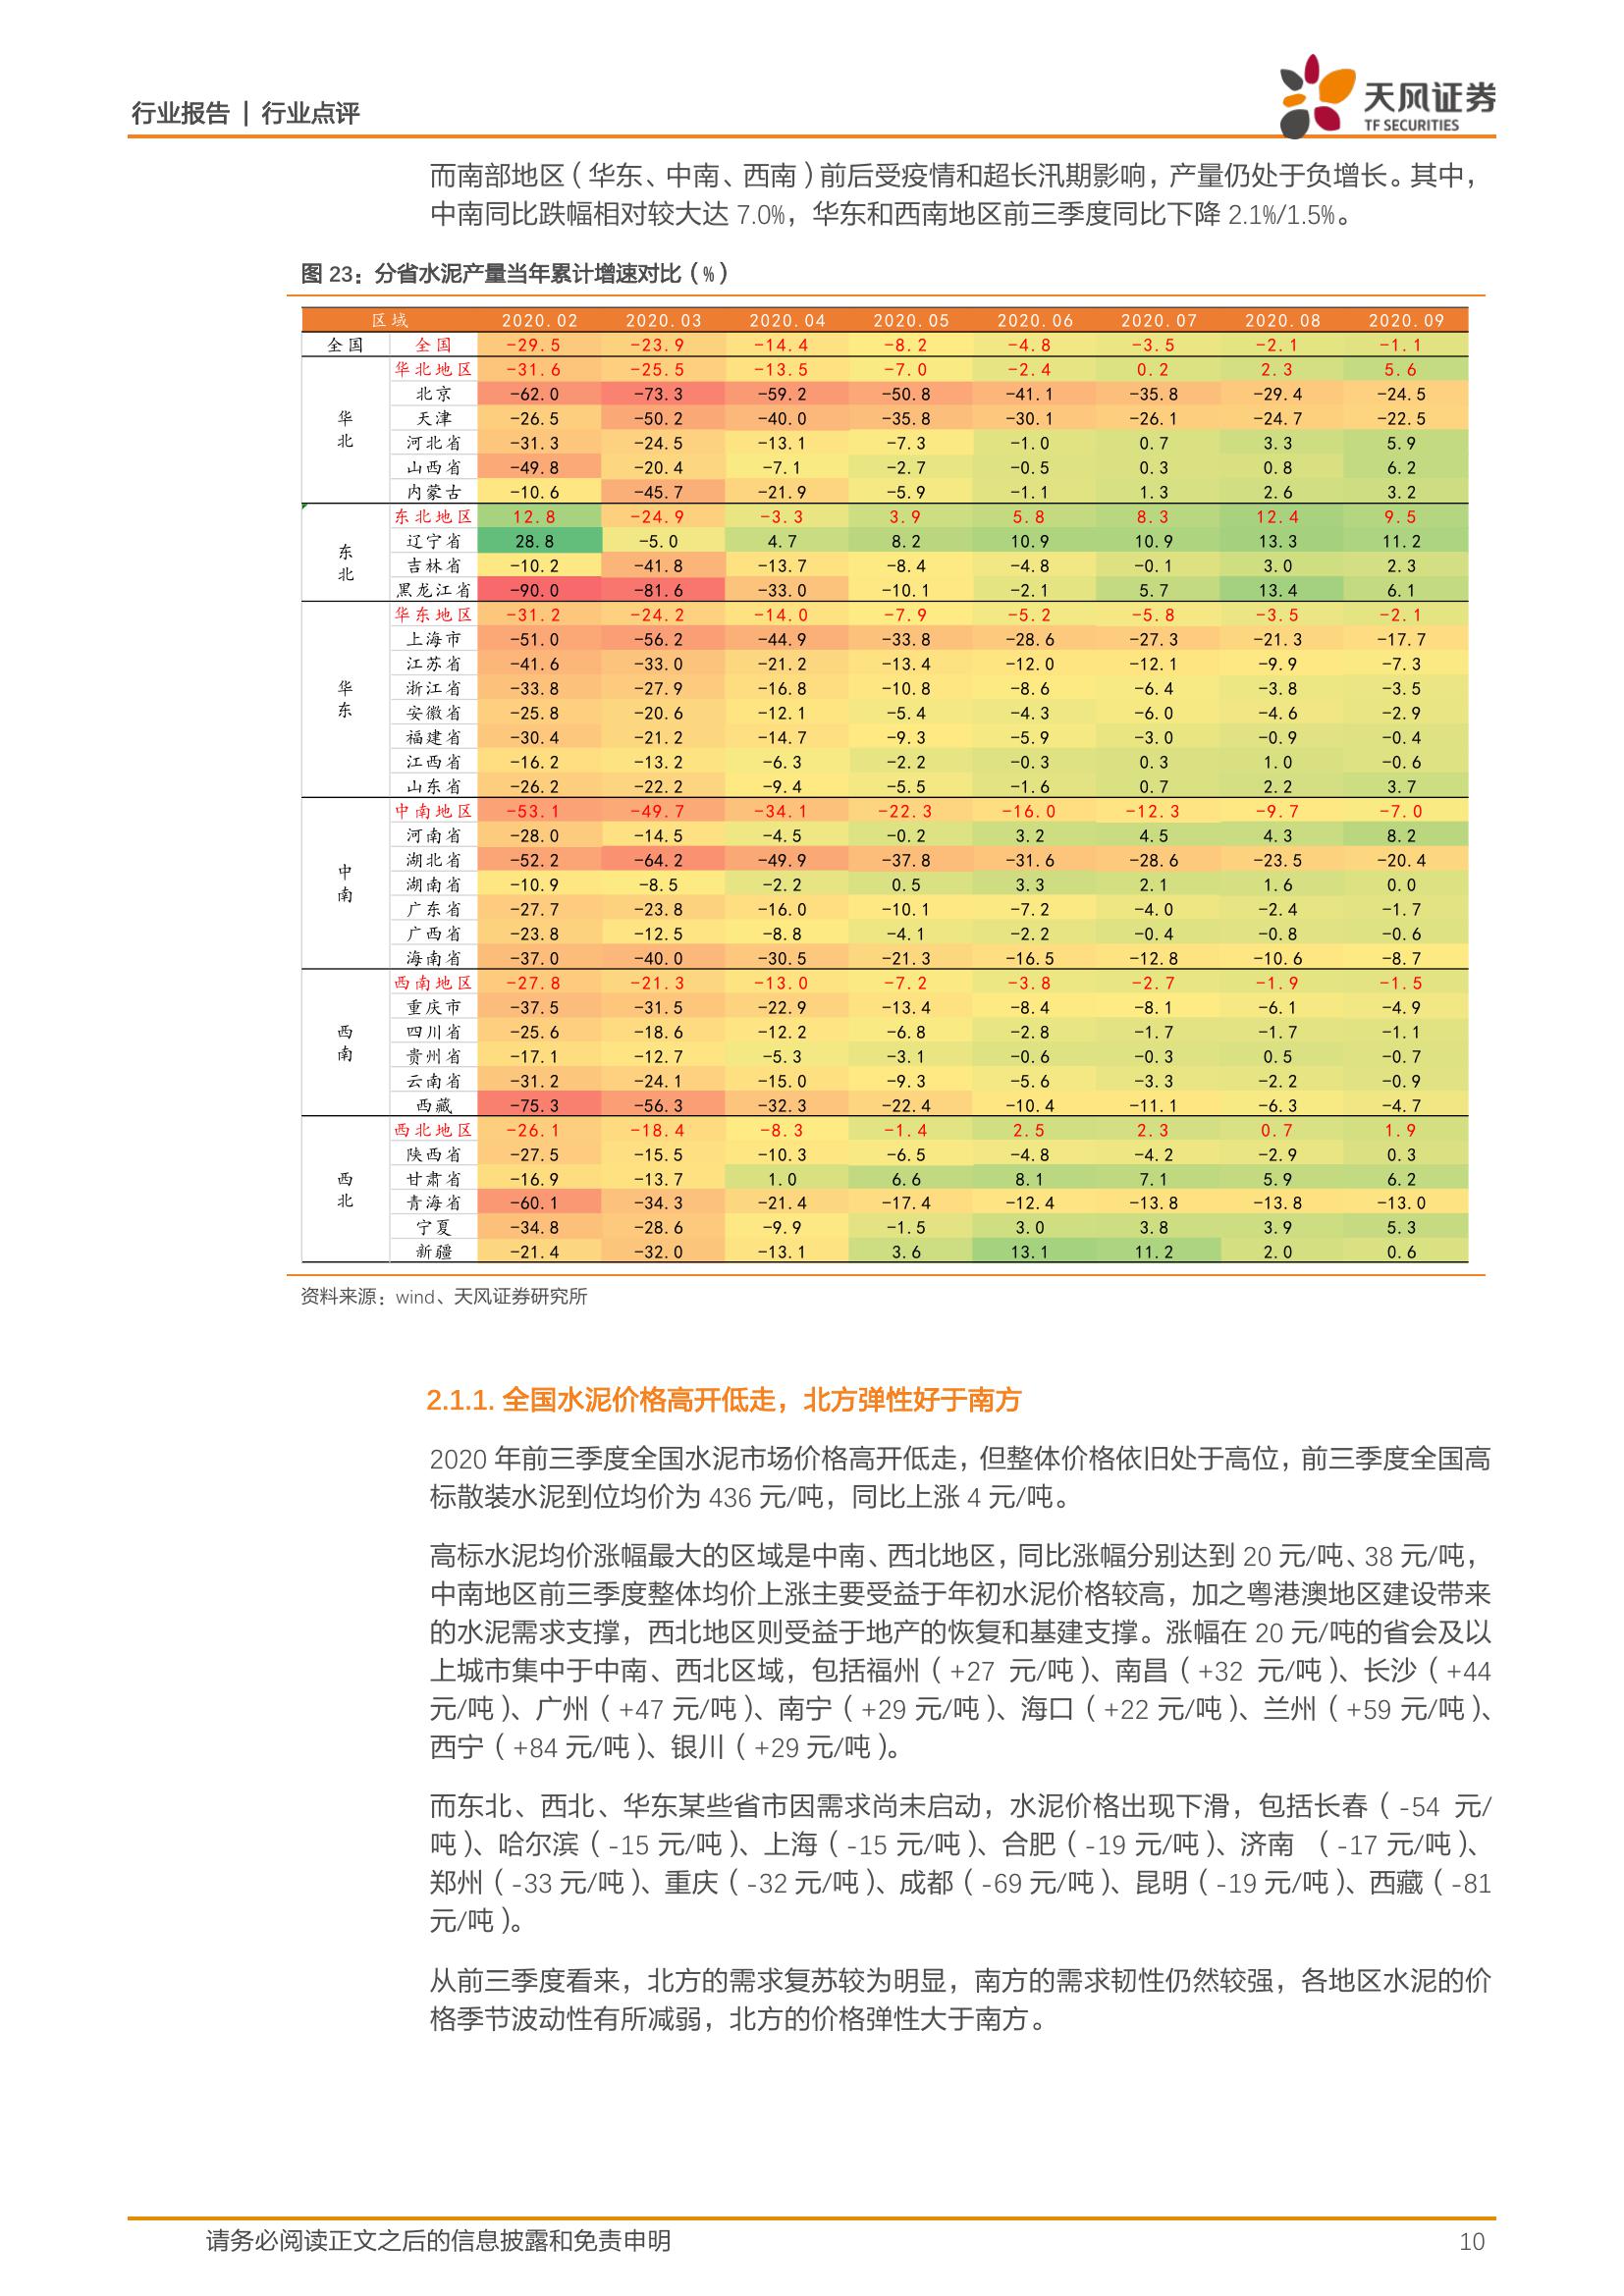 行业报告 | 行业点评
天风证券
TF SECURITIES
而南部地区（华东、中南、西南）前后受疫情和超长汛期影响，产量仍处于负增长。其中，
中南同比跌幅相对较大达 7.0%，华东和西南地区前三季度同比下降 2.1%/1.5%。
图 23：分省水泥产量当年累计增速对比（%）
区域 2020.02 2020.03 2020.04 2020.05 2020.06 2020.07 2020.08 2020.09
全国 全国 -29.5 -23.9 -14.4 -8.2 -4.8 -3.5 -2.1 -1.1
华北 华北地区 -31.6 -25.5 -13.5 -7.0 -2.4 0.2 2.3 5.6
北京 -62.0 -73.3 -59.2 -50.8 -41.1 -35.8 -29.4 -24.5
天津 -26.5 -50.2 -40.0 -35.8 -30.1 -26.1 -24.7 -22.5
河北省 -31.3 -24.5 -13.1 -7.3 -1.0 0.7 3.3 5.9
山西省 -49.8 -20.4 -7.1 -2.7 -0.5 0.3 0.8 6.2
内蒙古 -10.6 -45.7 -21.9 -5.9 -1.1 1.3 2.6 3.2
东北 东北地区 12.8 -24.9 -3.3 3.9 5.8 8.3 12.4 9.5
辽宁省 28.8 -5.0 4.7 8.2 10.9 10.9 13.3 11.2
吉林省 -10.2 -41.8 -13.7 -8.4 -4.8 -0.1 3.0 2.3
黑龙江省 -90.0 -81.6 -33.0 -10.1 -2.1 5.7 13.4 6.1
华东 华东地区 -31.2 -24.2 -14.0 -7.9 -5.2 -5.8 -3.5 -2.1
上海市 -51.0 -56.2 -44.9 -33.8 -28.6 -27.3 -21.3 -17.7
江苏省 -41.6 -33.0 -21.2 -13.4 -12.0 -12.1 -9.9 -7.3
浙江省 -33.8 -27.9 -16.8 -10.8 -8.6 -6.4 -3.8 -3.5
安徽省 -25.8 -20.6 -12.1 -5.4 -4.3 -6.0 -4.6 -2.9
福建省 -30.4 -21.2 -14.7 -9.3 -5.9 -3.0 -0.9 -0.4
江西省 -16.2 -13.2 -6.3 -2.2 -0.3 0.3 1.0 -0.6
山东省 -26.2 -22.2 -9.4 -5.5 -1.6 0.7 2.2 3.7
中南 中南地区 -53.1 -49.7 -34.1 -22.3 -16.0 -12.3 -9.7 -7.0
河南省 -28.0 -14.5 -4.5 -0.2 3.2 4.5 4.3 8.2
湖北省 -52.2 -64.2 -49.9 -37.8 -31.6 -28.6 -23.5 -20.4
湖南省 -10.9 -8.5 -2.2 0.5 3.3 2.1 1.6 0.0
广东省 -27.7 -23.8 -16.0 -10.1 -7.2 -4.0 -2.4 -1.7
广西省 -23.8 -12.5 -8.8 -4.1 -2.2 -0.4 -0.8 -0.6
海南省 -37.0 -40.0 -30.5 -21.3 -16.5 -12.8 -10.6 -8.7
西南 西南地区 -27.8 -21.3 -13.0 -7.2 -3.8 -2.7 -1.9 -1.5
重庆市 -37.5 -31.5 -22.9 -13.4 -8.4 -8.1 -6.1 -4.9
四川省 -25.6 -18.6 -12.2 -6.8 -2.8 -1.7 -1.7 -1.1
贵州省 -17.1 -12.7 -5.3 -3.1 -0.6 -0.3 0.5 -0.7
云南省 -31.2 -24.1 -15.0 -9.3 -5.6 -3.3 -2.2 -0.9
西藏 -75.3 -56.3 -32.3 -22.4 -10.4 -11.1 -6.3 -4.7
西北 西北地区 -26.1 -18.4 -8.3 -1.4 2.5 2.3 0.7 1.9
陕西省 -27.5 -15.5 -10.3 -6.5 -4.8 -4.2 -2.9 0.3
甘肃省 -16.9 -13.7 1.0 6.6 8.1 7.1 5.9 6.2
青海省 -60.1 -34.3 -21.4 -17.4 -12.4 -13.8 -13.8 -13.0
宁夏 -34.8 -28.6 -9.9 -1.5 3.0 3.8 3.9 5.3
新疆 -21.4 -32.0 -13.1 3.6 13.1 11.2 2.0 0.6
资料来源：wind、天风证券研究所
2.1.1. 全国水泥价格高开低走，北方弹性好于南方
2020 年前三季度全国水泥市场价格高开低走，但整体价格依旧处于高位，前三季度全国高
标散装水泥到位均价为 436 元/吨，同比上涨 4 元/吨。
高标水泥均价涨幅最大的区域是中南、西北地区，同比涨幅分别达到 20 元/吨、38 元/吨，
中南地区前三季度整体均价上涨主要受益于年初水泥价格较高，加之粤港澳地区建设带来
的水泥需求支撑，西北地区则受益于地产的恢复和基建支撑。涨幅在 20 元/吨的省会及以
上城市集中于中南、西北区域，包括福州（+27 元/吨）、南昌（+32 元/吨）、长沙（+44
元/吨）、广州（+47 元/吨）、南宁（+29 元/吨）、海口（+22 元/吨）、兰州（+59 元/吨）、
西宁（+84 元/吨）、银川（+29 元/吨）。
而东北、西北、华东某些省市因需求尚未启动，水泥价格出现下滑，包括长春（-54 元/
吨）、哈尔滨（-15 元/吨）、上海（-15 元/吨）、合肥（-19 元/吨）、济南 （-17 元/吨）、
郑州（-33 元/吨）、重庆（-32 元/吨）、成都（-69 元/吨）、昆明（-19 元/吨）、西藏（-81
元/吨）。
从前三季度看来，北方的需求复苏较为明显，南方的需求韧性仍然较强，各地区水泥的价
格季节波动性有所减弱，北方的价格弹性大于南方。
请务必阅读正文之后的信息披露和免责申明 10